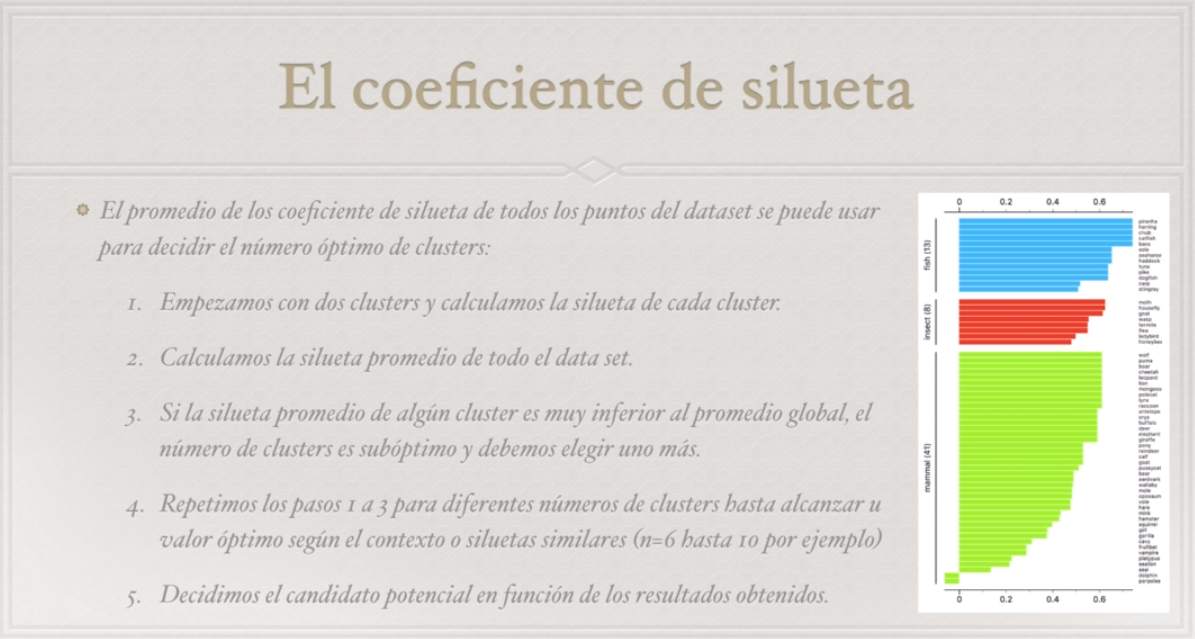 El coeficiente de silueta
El promedio de los coeficiente de silueta de todos los puntos del dataset se puede usar
para decidir el número óptimo de clusters:
1. Empezamos con dos clusters y calculamos la silueta de cada cluster.
2. Calculamos la silueta promedio de todo el data set.
3. Si la silueta promedio de algún cluster es muy inferior al promedio global, el
número de clusters es subóptimo y debemos elegir uno más.
4. Repetimos los pasos 1 a 3 para diferentes números de clusters hasta alcanzar u
valor óptimo según el contexto o siluetas similares (n=6 hasta 10 por ejemplo)
5. Decidimos el candidato potencial en función de los resultados obtenidos.
0 0.2 0.4 0.6
fish (13)
piranha
herring
chub
catfish
bass
sole
seahorse
haddock
tuna
pike
dogfish
carp
stingray
insect (8)
moth
housefly
gnat
wasp
termite
flea
ladybird
honeybee
mammal (41)
wolf
puma
boar
cheetah
leopard
lion
mongoose
polecat
lynx
raccoon
antelope
oryx
buffalo
deer
elephant
giraffe
pony
reindeer
calf
goat
pussycat
bear
aardvark
wallaby
mole
opossum
vole
hare
mink
hamster
squirrel
girl
gorilla
cavy
fruitbat
vampire
platypus
sealion
seal
dolphin
porpoise
0 0.2 0.4 0.6